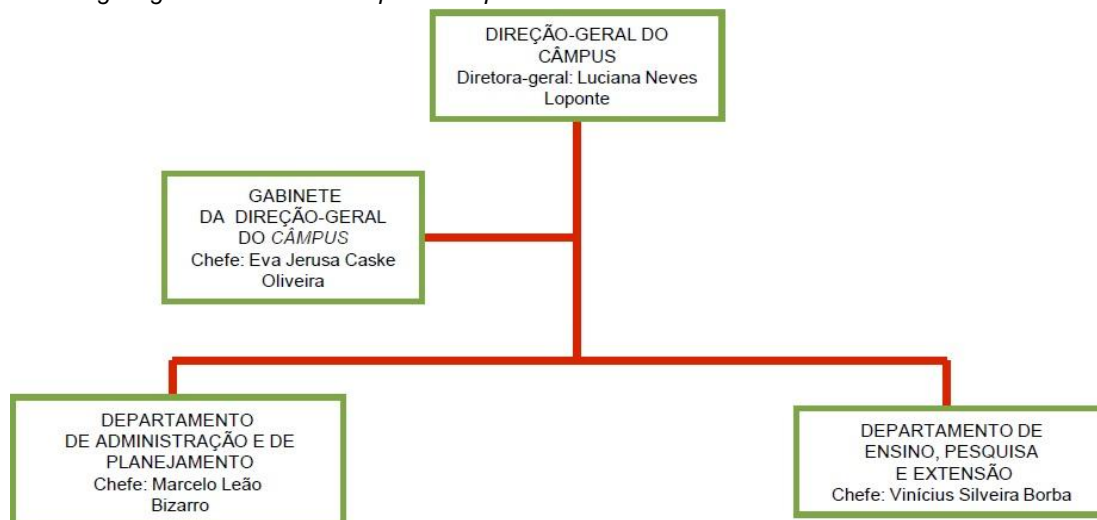 DIREÇÃO-GERAL DO
CÂMPUS
Diretora-geral: Luciana Neves
Loponte
GABINETE
DA DIREÇÃO-GERAL
DO CÂMPUS
Chefe: Eva Jerusa Caske
Oliveira
DEPARTAMENTO
DE ADMINISTRAÇÃO E DE
PLANEJAMENTO
Chefe: Marcelo Leão
Bizarro
DEPARTAMENTO DE
ENSINO, PESQUISA
E EXTENSÃO
Chefe: Vinícius Silveira Borba